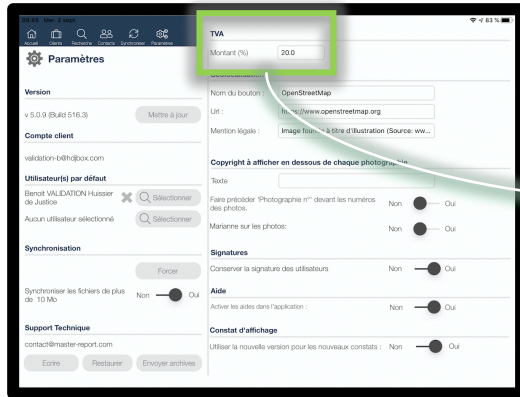 08:35 Mer. 2 sept.
83 %
Accueil Clients Recherche Contacts Synchroniser Paramètres
Paramètres
Version
v 5.0.9 (Build 516.3)
Mettre à jour
Compte client
validation-b@hdjbox.com
Utilisateur(s) par défaut
Benoit VALIDATION Huissier
de Justice
Sélectionner
Aucun utilisateur sélectionné
Sélectionner
Synchronisation
Forcer
Synchroniser les fichiers de plus
de 10 Mo
Non Oui
Support Technique
contact@master-report.com
Ecrire Restaurer Envoyer archives
TVA
Montant (%) 20.0
Géolocalisation
Nom du bouton : OpenStreetMap
Url : https://www.openstreetmap.org
Mention légale : Image fournie à titre d'illustration (Source: ww...
Copyright à afficher en dessous de chaque photographie
Texte
Faire précéder 'Photographie n°' devant les numéros
des photos.
Non Oui
Marianne sur les photos: Non Oui
Signatures
Conserver la signature des utilisateurs Non Oui
Aide
Activer les aides dans l'application : Non Oui
Constat d'affichage
Utiliser la nouvelle version pour les nouveaux constats : Non Oui